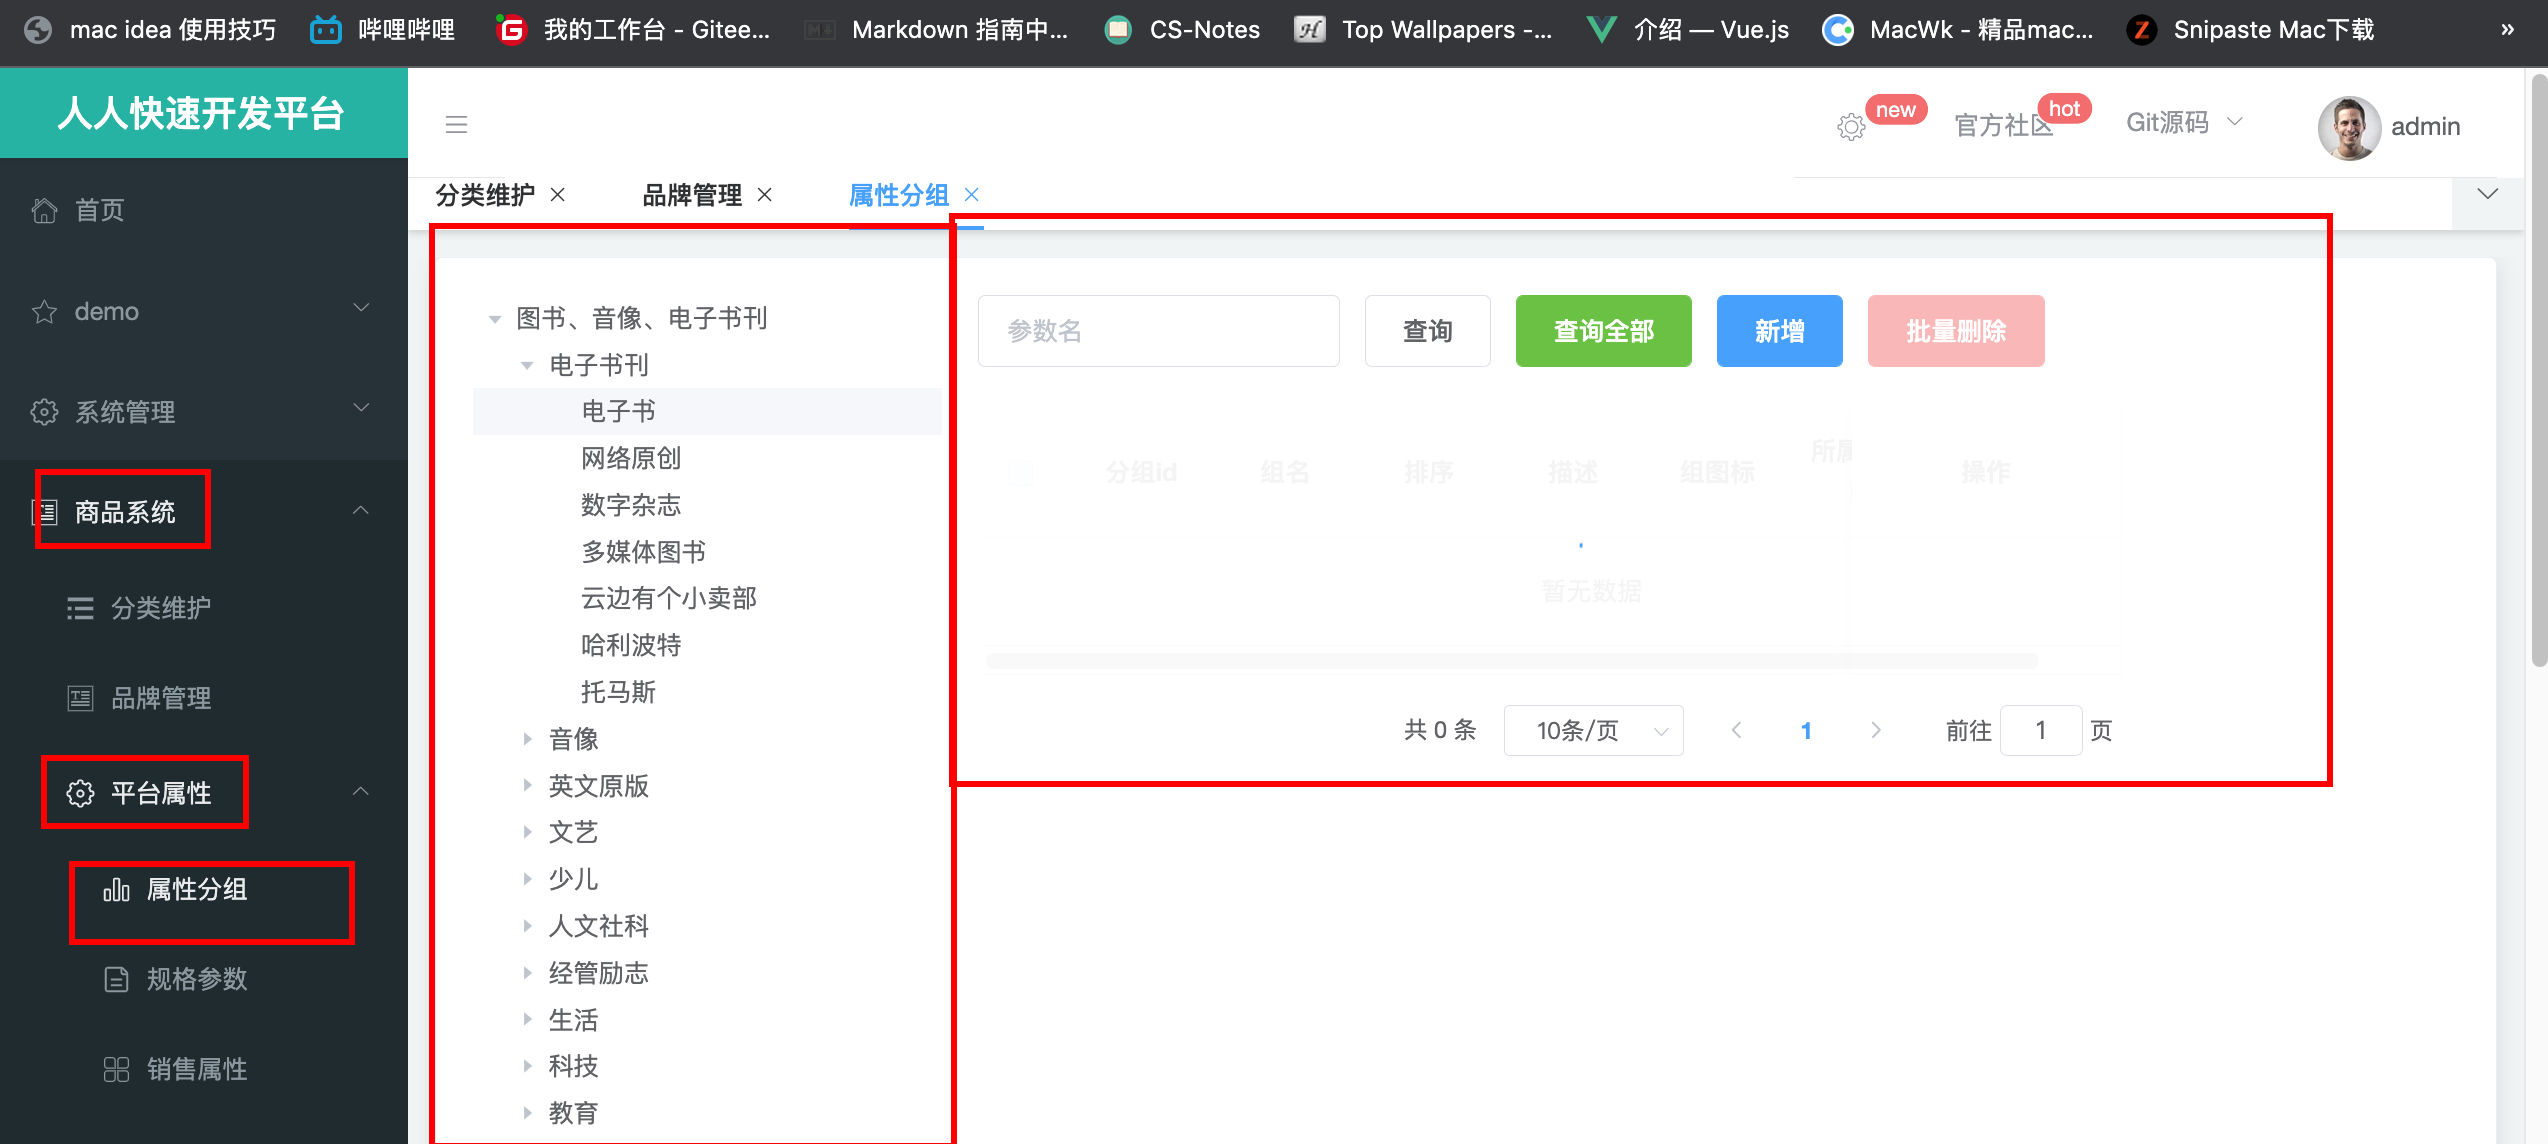 mac idea 使用技巧
哔哩哔哩
我的工作台 - Gitee...
Markdown 指南中...
CS-Notes
Top Wallpapers -...
介绍 — Vue.js
MacWk - 精品mac...
Snipaste Mac下载
»
人人快速开发平台
new
官方社区
hot
Git源码
admin
分类维护
品牌管理
属性分组
首页
demo
系统管理
商品系统
分类维护
品牌管理
平台属性
属性分组
规格参数
销售属性
图书、音像、电子书刊
电子书刊
电子书
网络原创
数字杂志
多媒体图书
云边有个小卖部
哈利波特
托马斯
音像
英文原版
文艺
少儿
人文社科
经管励志
生活
科技
教育
参数名
查询
查询全部
新增
批量删除
分组id
组名
排序
描述
组图标
所属
操作
暂无数据
共 0 条
10条/页
1
前往
1
页